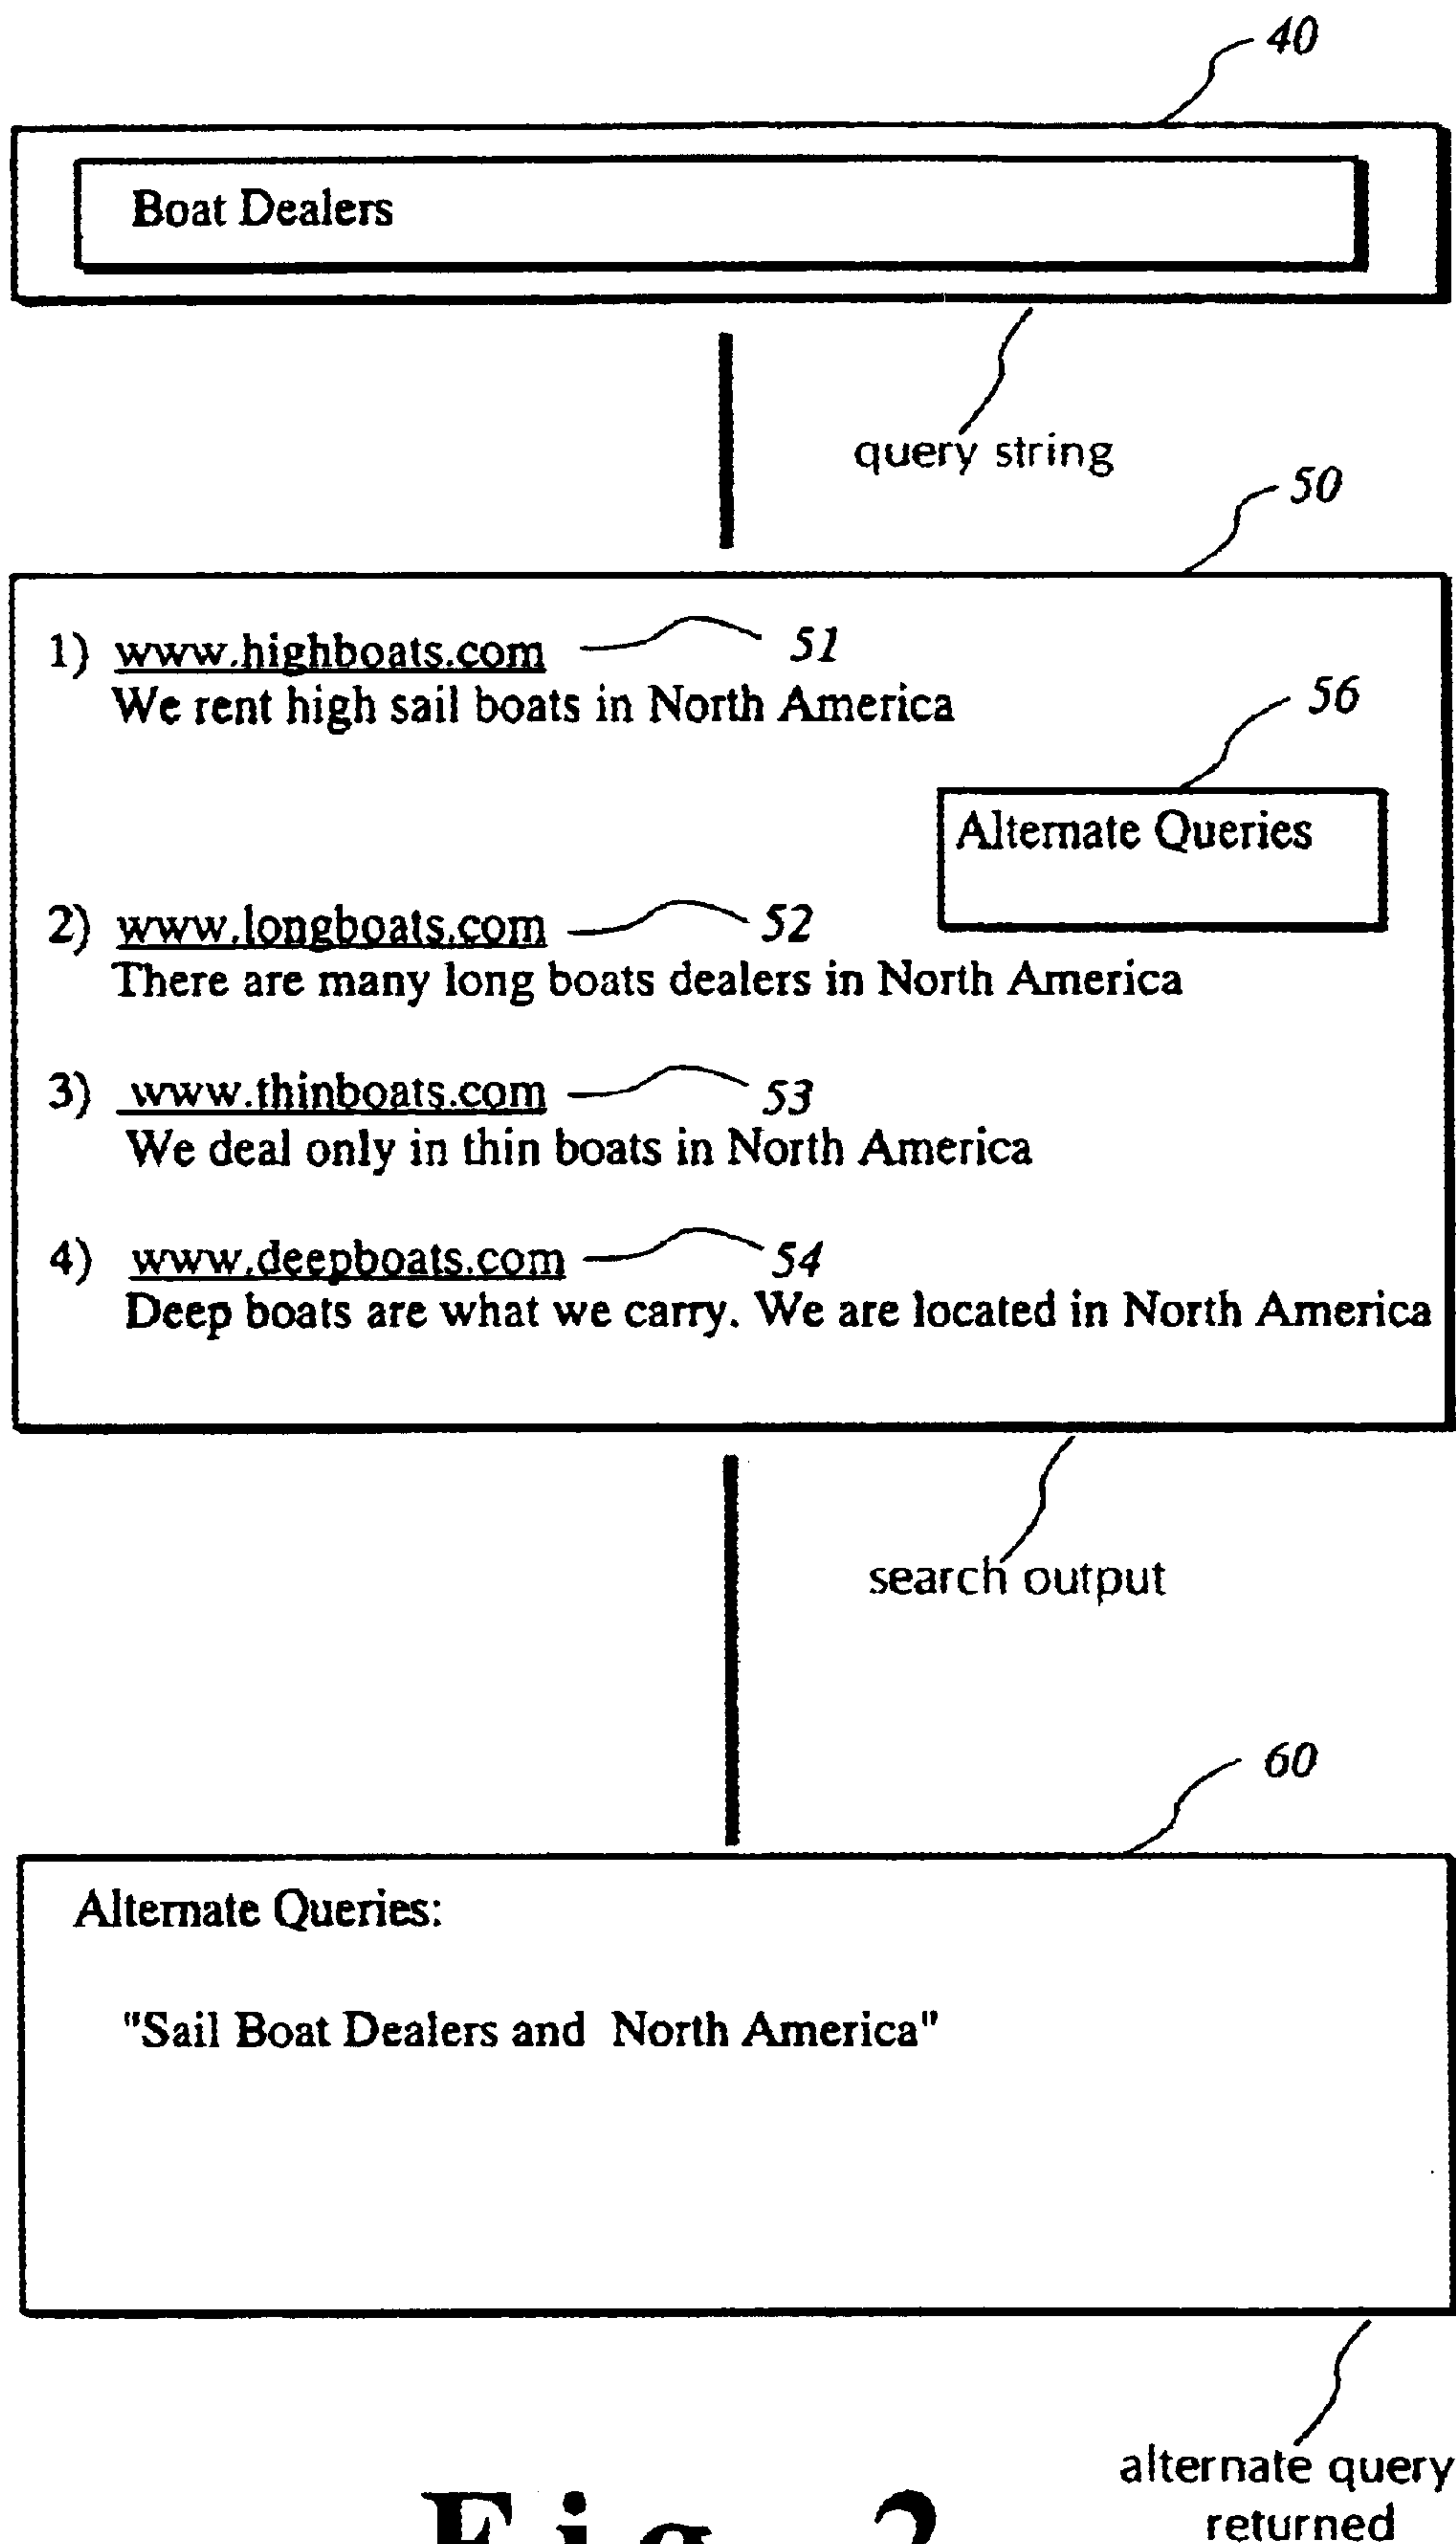 40
Boat Dealers
query string
50
1) www.highboats.com 51
We rent high sail boats in North America
56
Alternate Queries
2) www.longboats.com 52
There are many long boats dealers in North America
3) www.thinboats.com 53
We deal only in thin boats in North America
4) www.deepboats.com 54
Deep boats are what we carry. We are located in North America
search output
60
Alternate Queries:
"Sail Boat Dealers and North America"
alternate query
returned